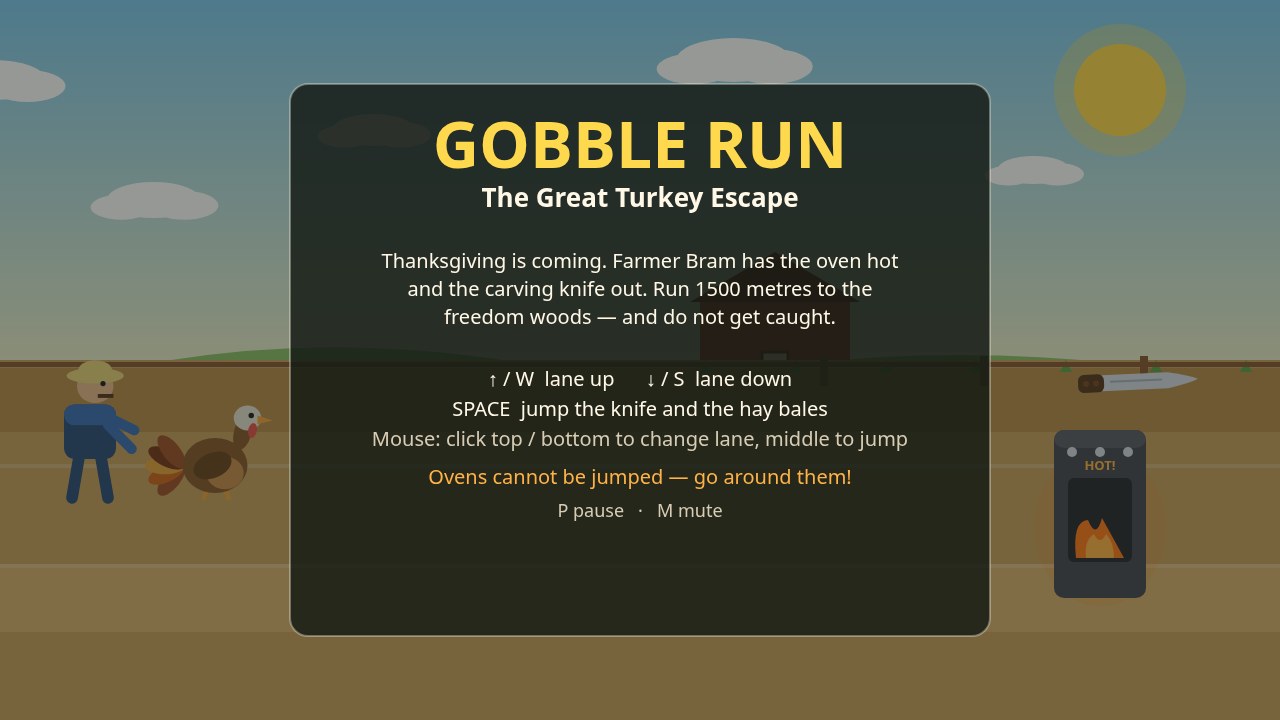 GOBBLE RUN
The Great Turkey Escape
Thanksgiving is coming. Farmer Bram has the oven hot
and the carving knife out. Run 1500 metres to the
freedom woods — and do not get caught.
↑ / W lane up ↓ / S lane down
SPACE jump the knife and the hay bales
Mouse: click top / bottom to change lane, middle to jump
Ovens cannot be jumped — go around them!
P pause · M mute
HOT!